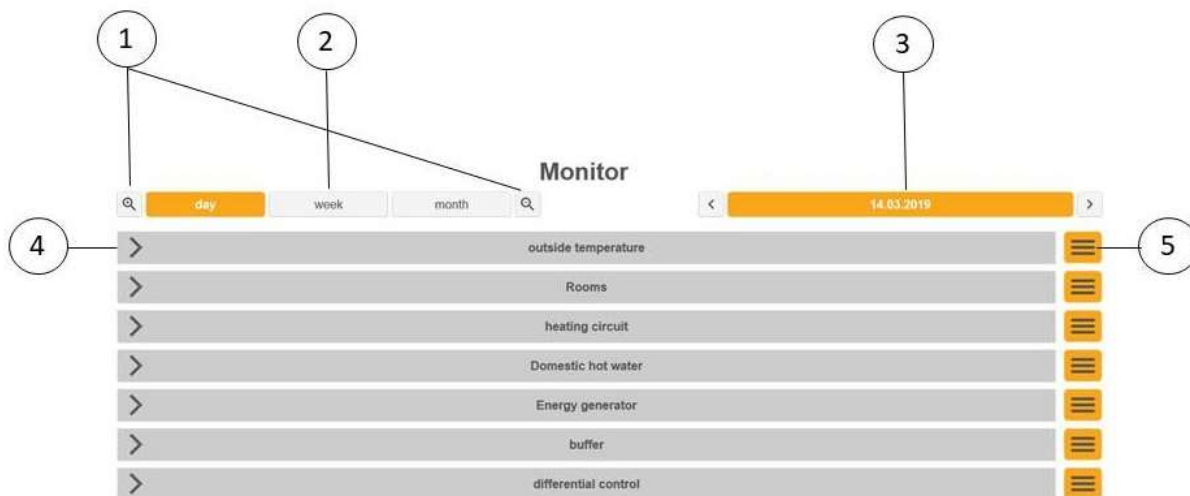 1 2 3
Monitor
day week month 14.03.2019
4 outside temperature 5
Rooms
heating circuit
Domestic hot water
Energy generator
buffer
differential control